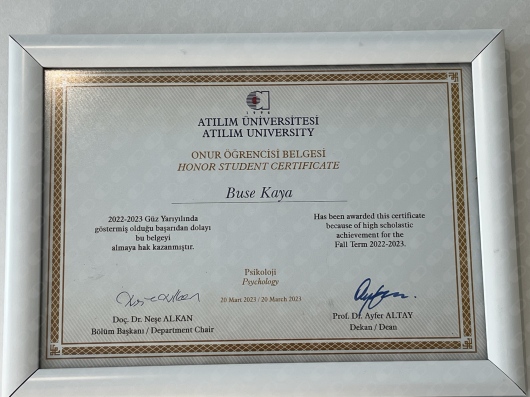 1996
ATILIM ÜNİVERSİTESİ
ATILIM UNIVERSITY
ONUR ÖĞRENCİSİ BELGESİ
HONOR STUDENT CERTIFICATE
Buse Kaya
2022-2023 Güz Yarıyılında
göstermiş olduğu başarıdan dolayı
bu belgeyi
almaya hak kazanmıştır.
Has been awarded this certificate
because of high scholastic
achievement for the
Fall Term 2022-2023.
Psikoloji
Psychology
20 Mart 2023 / 20 March 2023
Doç. Dr. Neşe ALKAN
Bölüm Başkanı / Department Chair
Prof. Dr. Ayfer ALTAY
Dekan / Dean